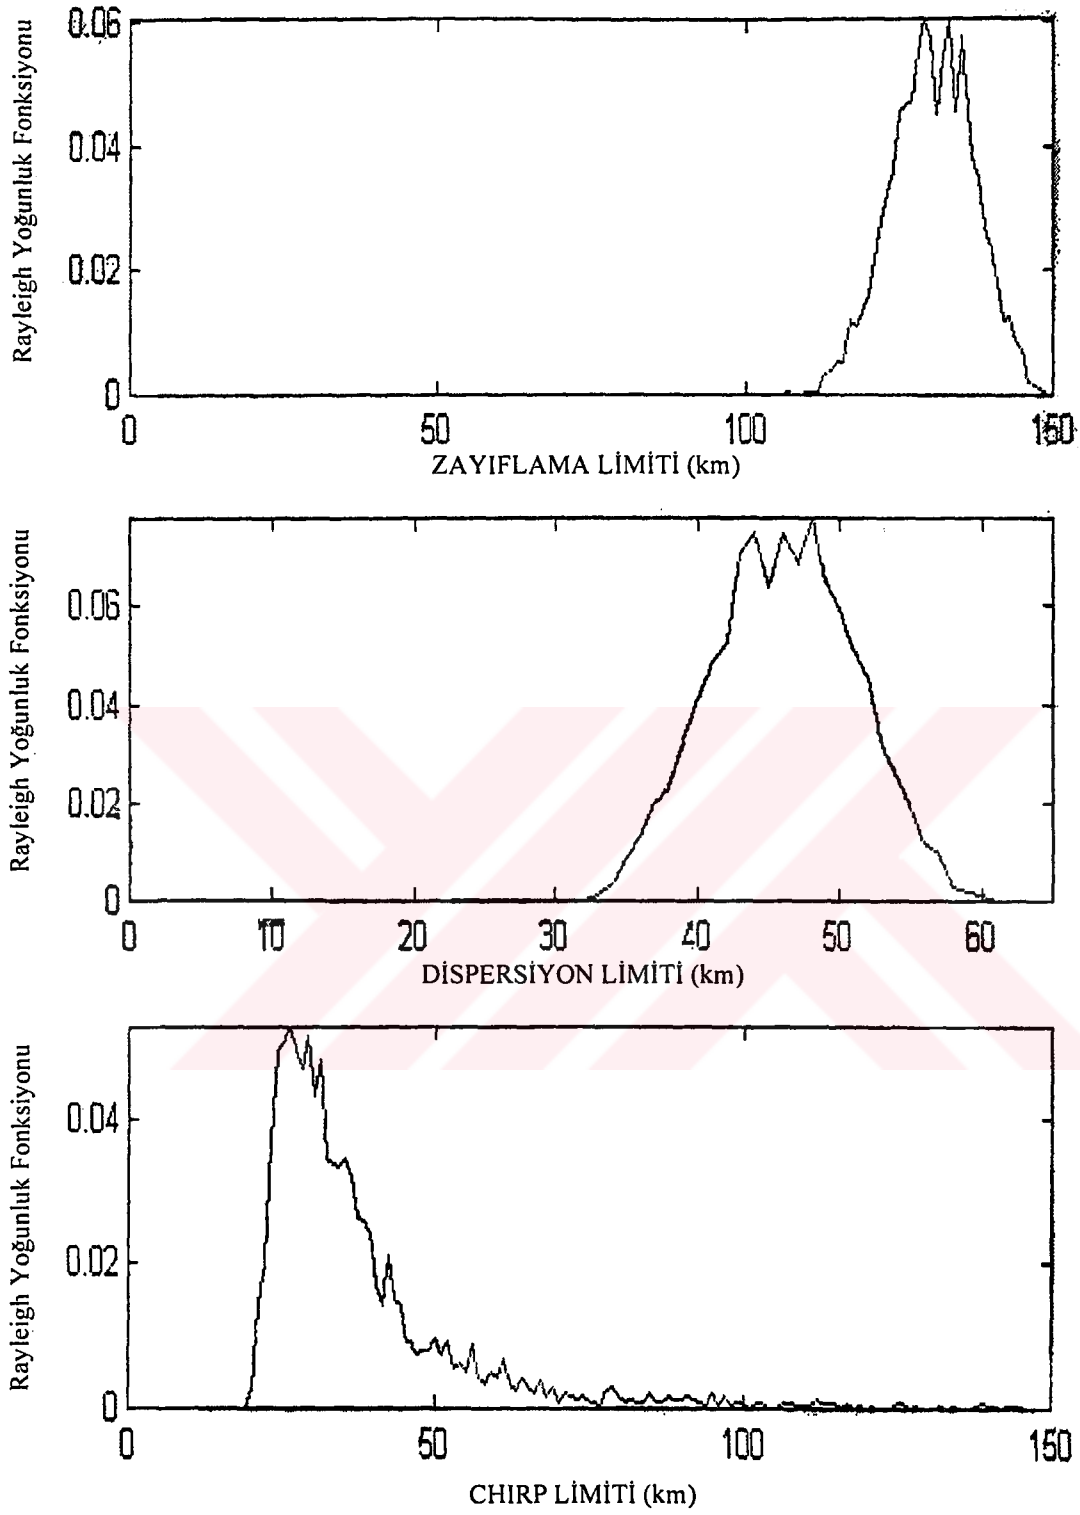 Rayleigh Yoğunluk Fonksiyonu
0.06
0.04
0.02
0
0 50 100 150
ZAYIFLAMA LİMİTİ (km)
Rayleigh Yoğunluk Fonksiyonu
0.06
0.04
0.02
0
0 10 20 30 40 50 60
DİSPERSİYON LİMİTİ (km)
Rayleigh Yoğunluk Fonksiyonu
0.04
0.02
0
0 50 100 150
CHIRP LİMİTİ (km)